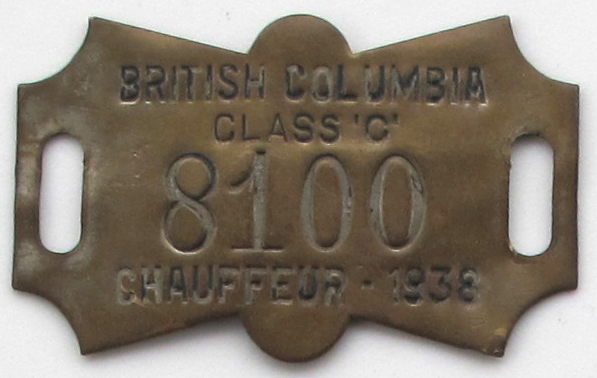 BRITISH COLUMBIA
CLASS 'C'
8100
CHAUFFEUR - 1938